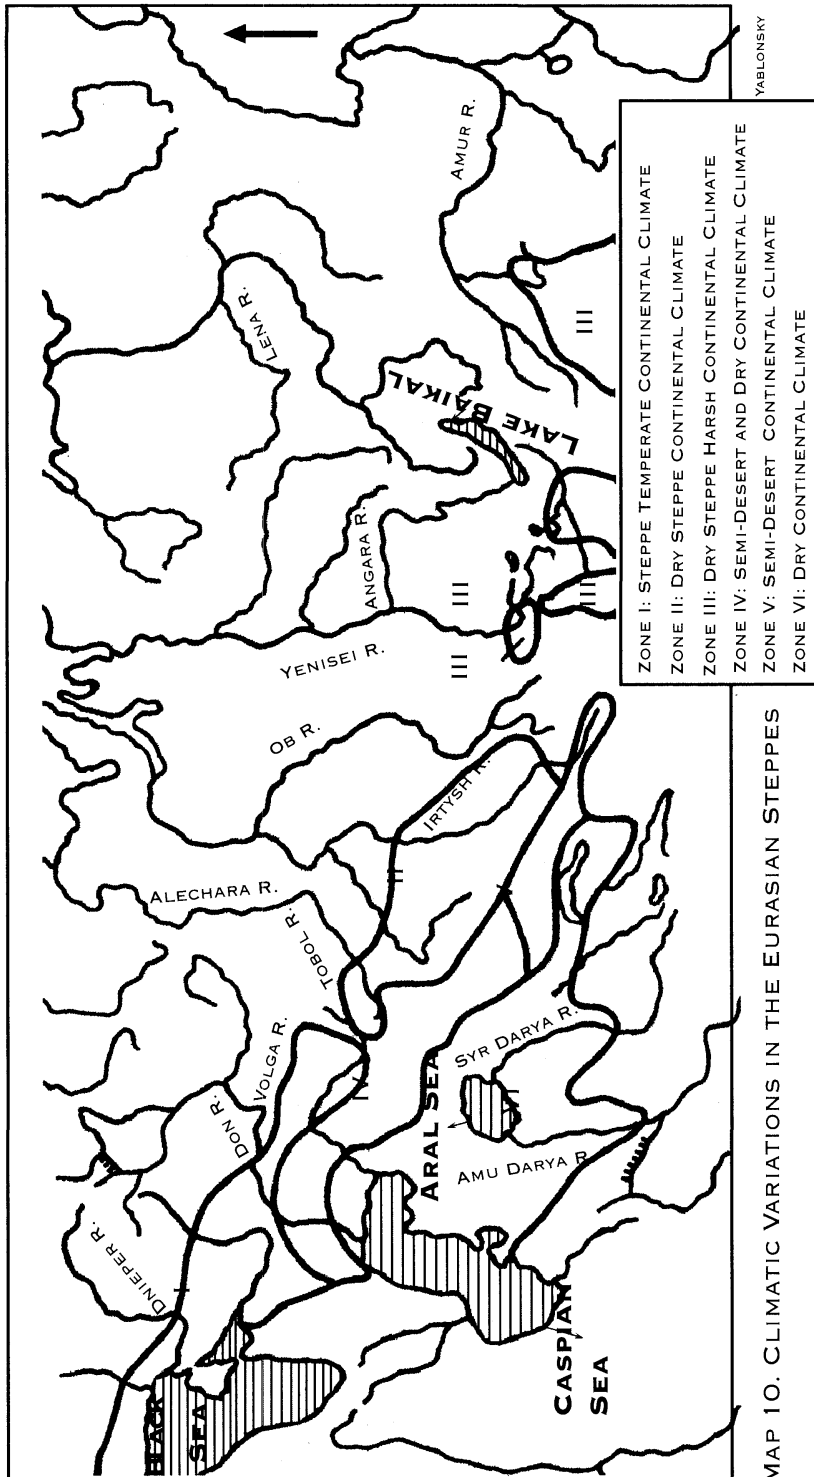 YABLONSKY
AMUR R.
LENA R.
LAKE BAIKAL
ANGARA R.
YENISEI R.
OB R.
IRTYSH R.
ALECHARA R.
TOBOL R.
VOLGA R.
DON R.
DNIEPER R.
SYR DARYA R.
AMU DARYA R
ARAL SEA
CASPIAN
SEA
BLACK
SEA
I
II
III
III
III
III
IV
V
VI
ZONE I: STEPPE TEMPERATE CONTINENTAL CLIMATE
ZONE II: DRY STEPPE CONTINENTAL CLIMATE
ZONE III: DRY STEPPE HARSH CONTINENTAL CLIMATE
ZONE IV: SEMI-DESERT AND DRY CONTINENTAL CLIMATE
ZONE V: SEMI-DESERT CONTINENTAL CLIMATE
ZONE VI: DRY CONTINENTAL CLIMATE
MAP 10. CLIMATIC VARIATIONS IN THE EURASIAN STEPPES